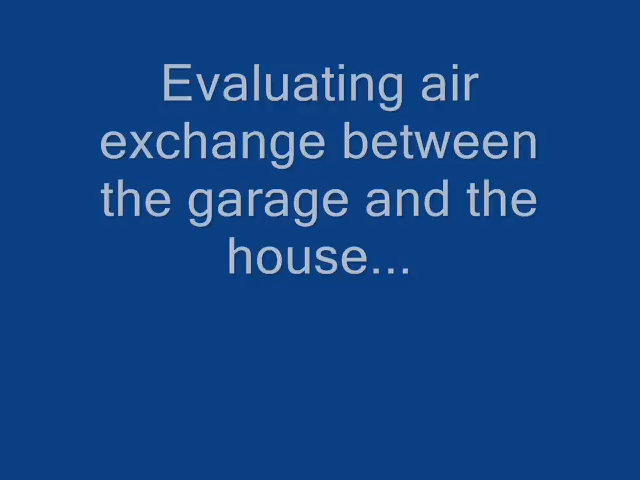 Evaluating air
exchange between
the garage and the
house...